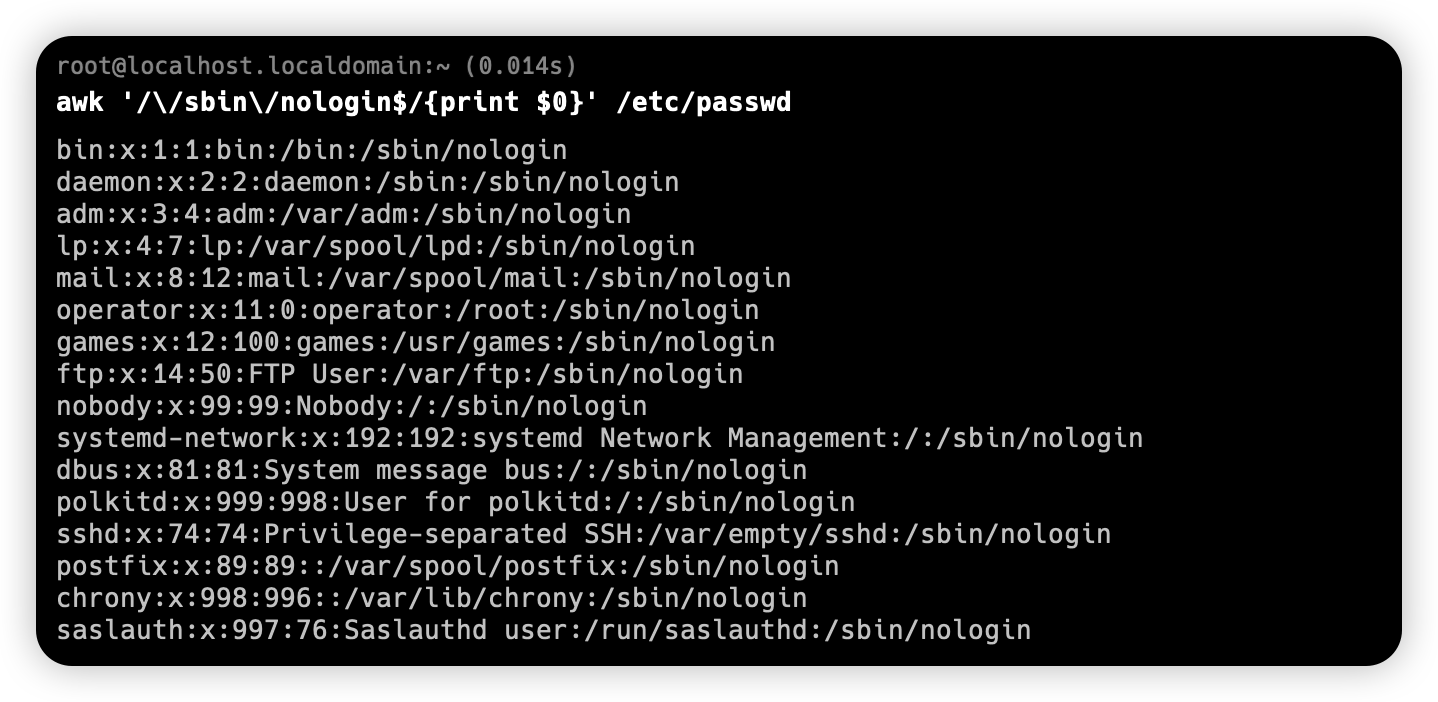 root@localhost.localdomain:~ (0.014s)
awk '/\/sbin\/nologin$/{print $0}' /etc/passwd
bin:x:1:1:bin:/bin:/sbin/nologin
daemon:x:2:2:daemon:/sbin:/sbin/nologin
adm:x:3:4:adm:/var/adm:/sbin/nologin
lp:x:4:7:lp:/var/spool/lpd:/sbin/nologin
mail:x:8:12:mail:/var/spool/mail:/sbin/nologin
operator:x:11:0:operator:/root:/sbin/nologin
games:x:12:100:games:/usr/games:/sbin/nologin
ftp:x:14:50:FTP User:/var/ftp:/sbin/nologin
nobody:x:99:99:Nobody:/:/sbin/nologin
systemd-network:x:192:192:systemd Network Management:/:/sbin/nologin
dbus:x:81:81:System message bus:/:/sbin/nologin
polkitd:x:999:998:User for polkitd:/:/sbin/nologin
sshd:x:74:74:Privilege-separated SSH:/var/empty/sshd:/sbin/nologin
postfix:x:89:89::/var/spool/postfix:/sbin/nologin
chrony:x:998:996::/var/lib/chrony:/sbin/nologin
saslauth:x:997:76:Saslauthd user:/run/saslauthd:/sbin/nologin